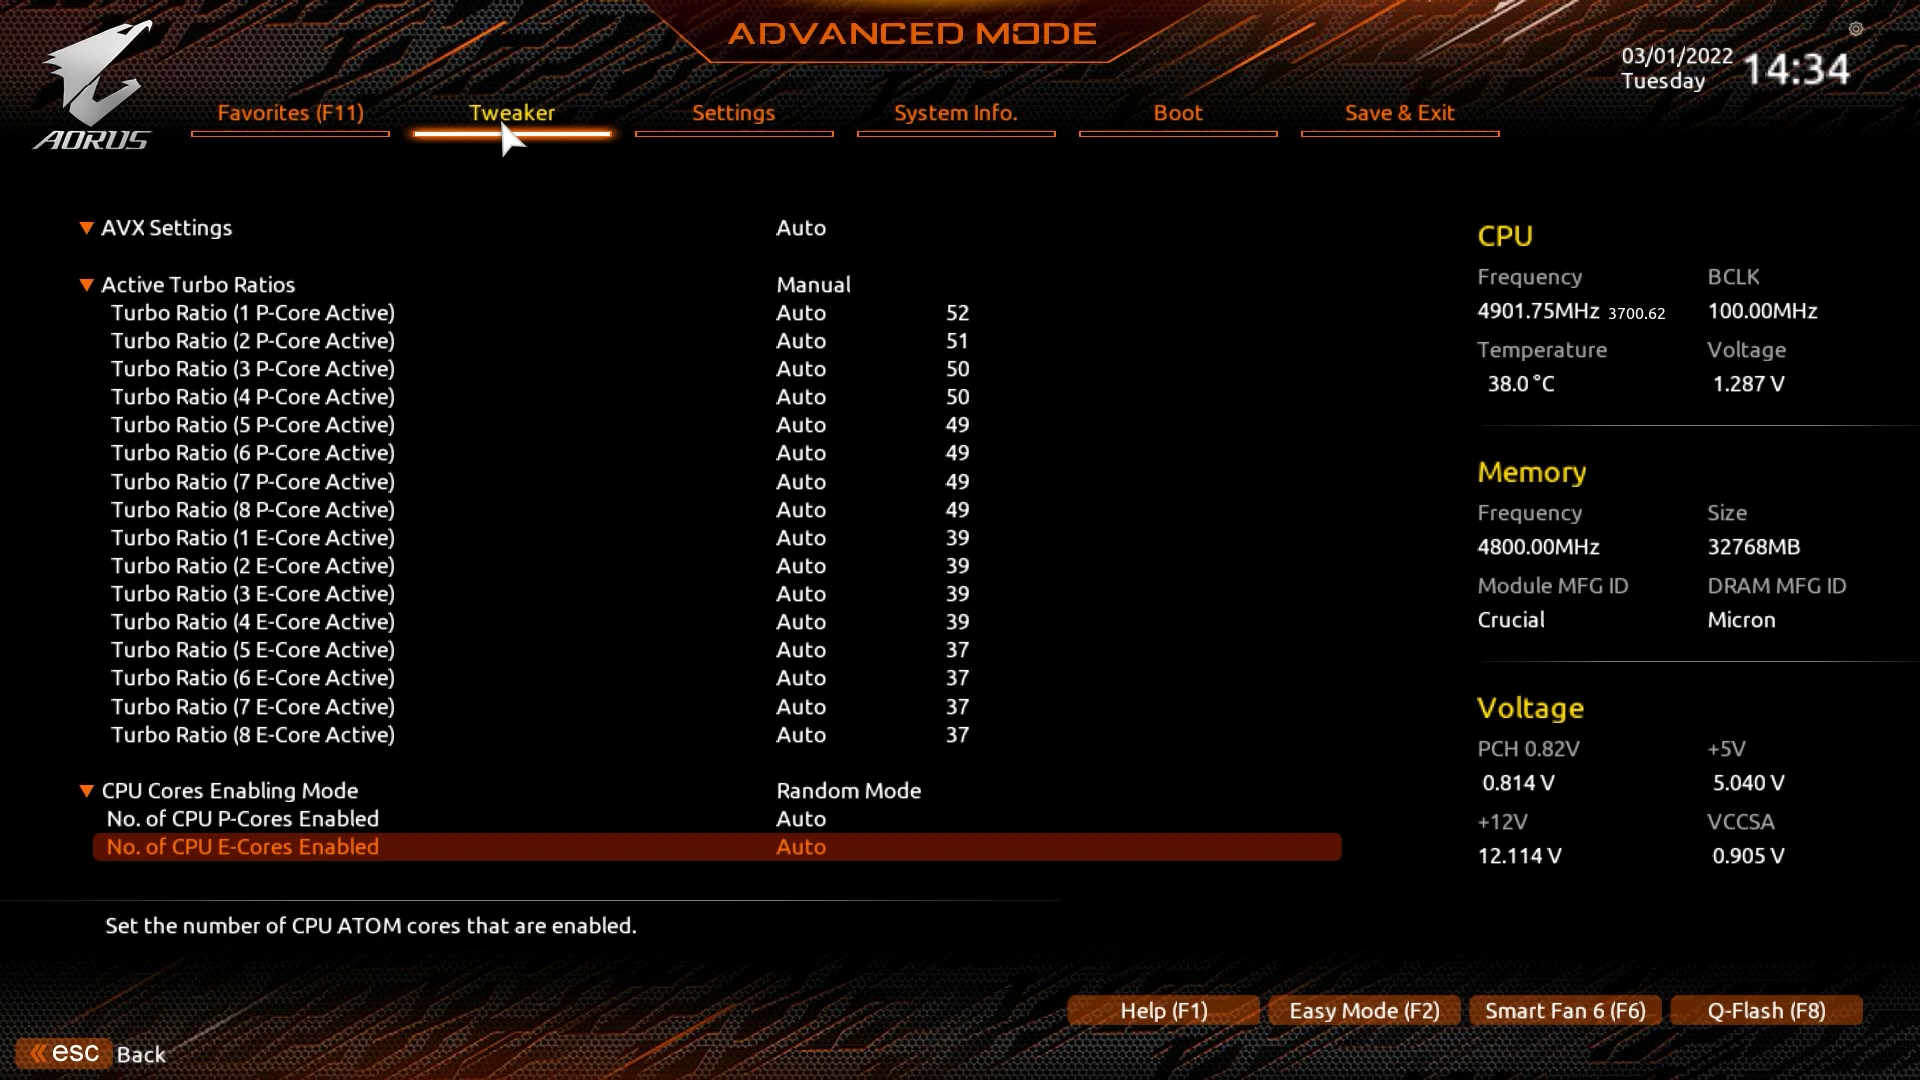 ADVANCED MODE
03/01/2022
Tuesday
14:34
AORUS
Favorites (F11) Tweaker Settings System Info. Boot Save & Exit
AVX Settings Auto
Active Turbo Ratios Manual
Turbo Ratio (1 P-Core Active) Auto 52
Turbo Ratio (2 P-Core Active) Auto 51
Turbo Ratio (3 P-Core Active) Auto 50
Turbo Ratio (4 P-Core Active) Auto 50
Turbo Ratio (5 P-Core Active) Auto 49
Turbo Ratio (6 P-Core Active) Auto 49
Turbo Ratio (7 P-Core Active) Auto 49
Turbo Ratio (8 P-Core Active) Auto 49
Turbo Ratio (1 E-Core Active) Auto 39
Turbo Ratio (2 E-Core Active) Auto 39
Turbo Ratio (3 E-Core Active) Auto 39
Turbo Ratio (4 E-Core Active) Auto 39
Turbo Ratio (5 E-Core Active) Auto 37
Turbo Ratio (6 E-Core Active) Auto 37
Turbo Ratio (7 E-Core Active) Auto 37
Turbo Ratio (8 E-Core Active) Auto 37
CPU Cores Enabling Mode Random Mode
No. of CPU P-Cores Enabled Auto
No. of CPU E-Cores Enabled Auto
Set the number of CPU ATOM cores that are enabled.
CPU
Frequency BCLK
4901.75MHz 3700.62 100.00MHz
Temperature Voltage
38.0 °C 1.287 V
Memory
Frequency Size
4800.00MHz 32768MB
Module MFG ID DRAM MFG ID
Crucial Micron
Voltage
PCH 0.82V +5V
0.814 V 5.040 V
+12V VCCSA
12.114 V 0.905 V
Help (F1) Easy Mode (F2) Smart Fan 6 (F6) Q-Flash (F8)
esc Back